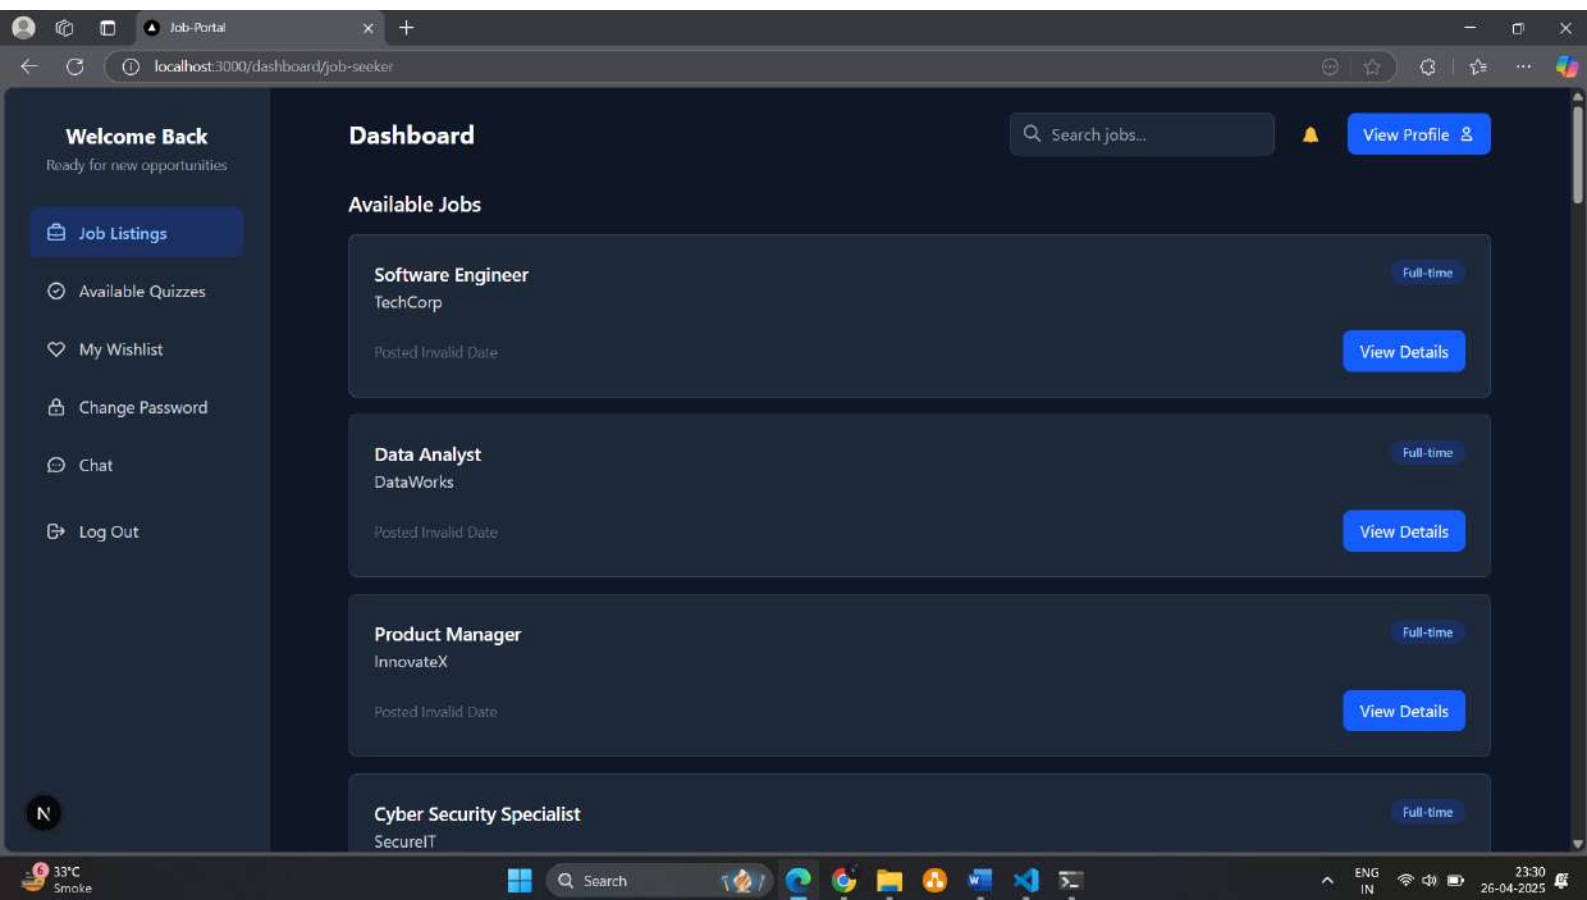 Job-Portal
localhost:3000/dashboard/job-seeker
Welcome Back
Ready for new opportunities
Job Listings
Available Quizzes
My Wishlist
Change Password
Chat
Log Out
N
Dashboard
Search jobs...
View Profile
Available Jobs
Software Engineer
Full-time
TechCorp
Posted Invalid Date
View Details
Data Analyst
Full-time
DataWorks
Posted Invalid Date
View Details
Product Manager
Full-time
InnovateX
Posted Invalid Date
View Details
Cyber Security Specialist
Full-time
SecureIT
6
33°C
Smoke
Search
ENG
IN
23:30
26-04-2025